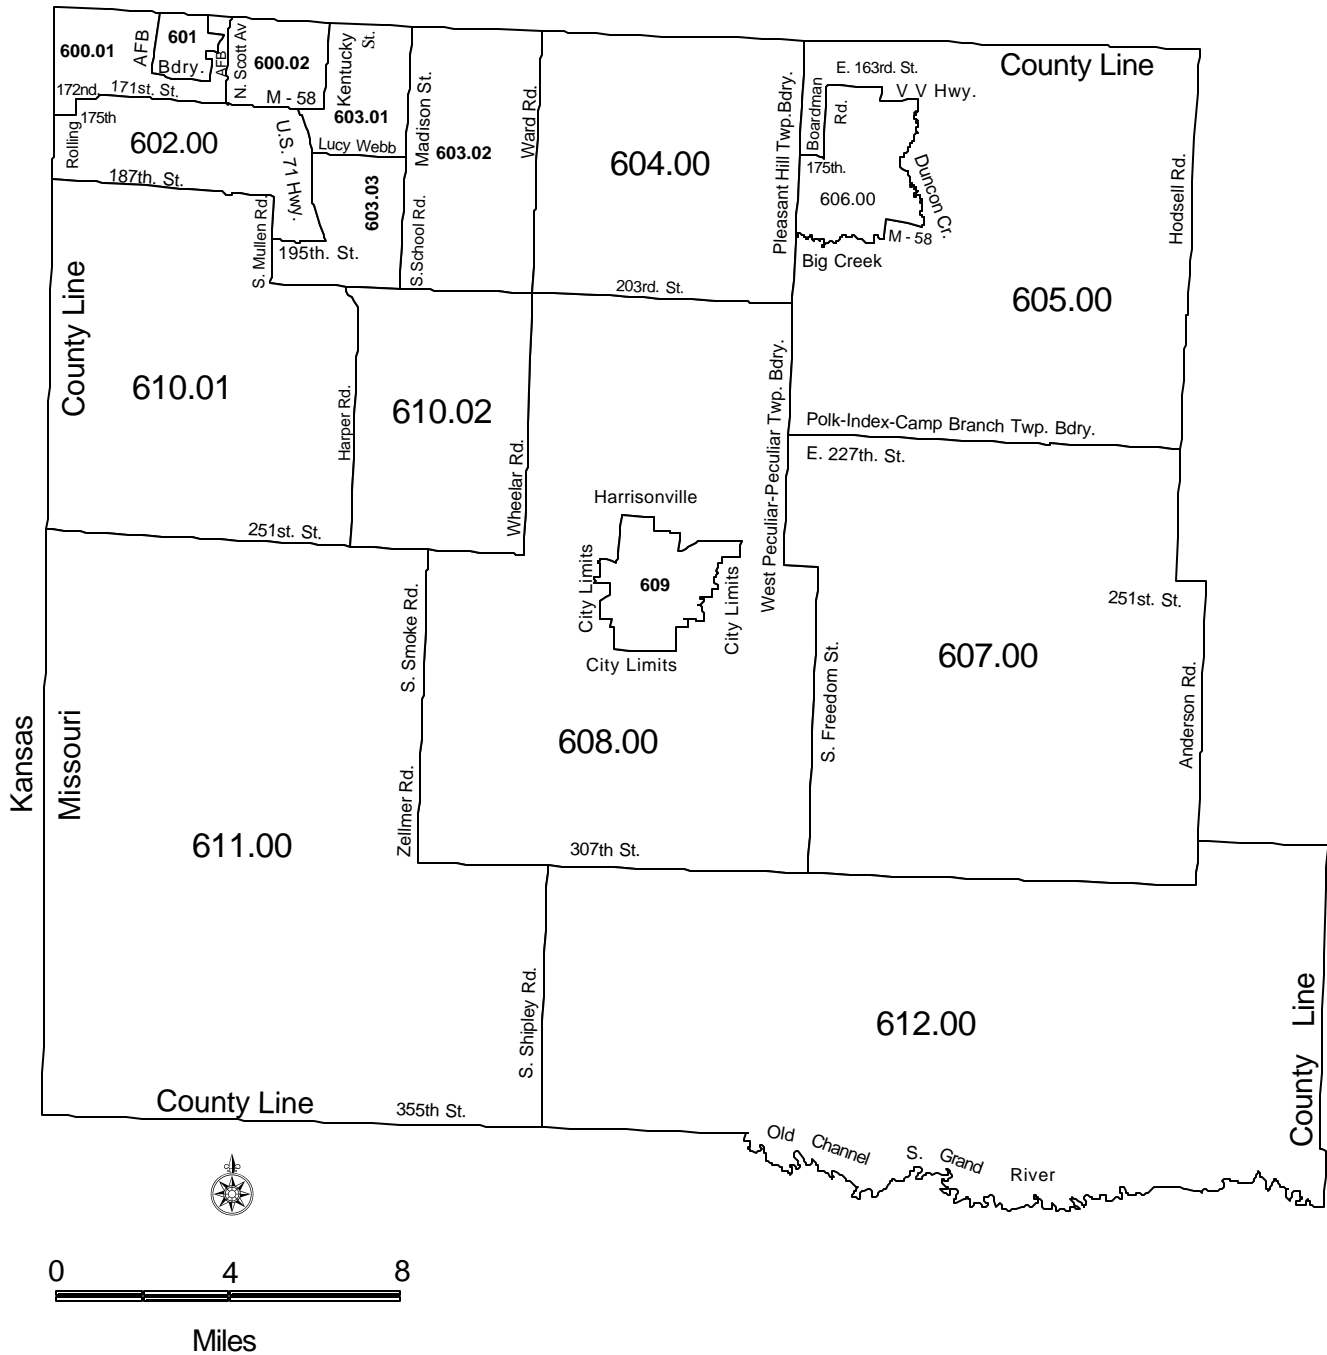 600.01
AFB
601
Bdry.
AFB
N. Scott Av
600.02
M - 58
Kentucky
St.
603.01
Lucy Webb
Madison St.
603.02
Ward Rd.
604.00
Pleasant Hill Twp.Bdry.
Boardman
Rd.
E. 163rd. St.
V V Hwy.
County Line
172nd.
171st. St.
175th
Rolling
602.00
187th. St.
U.S. 71 Hwy.
603.03
195th. St.
S. Mullen Rd.
S.School Rd.
175th.
606.00
Duncon Cr.
M - 58
Big Creek
Hodsell Rd.
203rd. St.
605.00
County Line
610.01
Harper Rd.
610.02
Wheelar Rd.
West Peculiar-Peculiar Twp. Bdry.
Polk-Index-Camp Branch Twp. Bdry.
E. 227th. St.
251st. St.
Harrisonville
City Limits
609
City Limits
City Limits
251st. St.
S. Smoke Rd.
607.00
S. Freedom St.
Anderson Rd.
Kansas
Missouri
608.00
Zellmer Rd.
611.00
307th St.
S. Shipley Rd.
612.00
County Line
County Line
355th St.
Old Channel S. Grand River
0 4 8
Miles